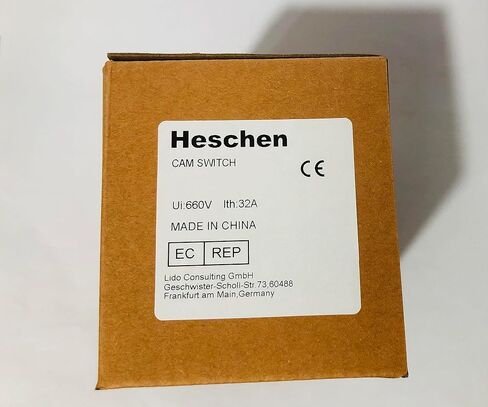 Heschen
CAM SWITCH
CE
Ui:660V Ith:32A
MADE IN CHINA
EC REP
Lido Consulting GmbH
Geschwister-Scholl-Str.73,60488
Frankfurt am Main,Germany